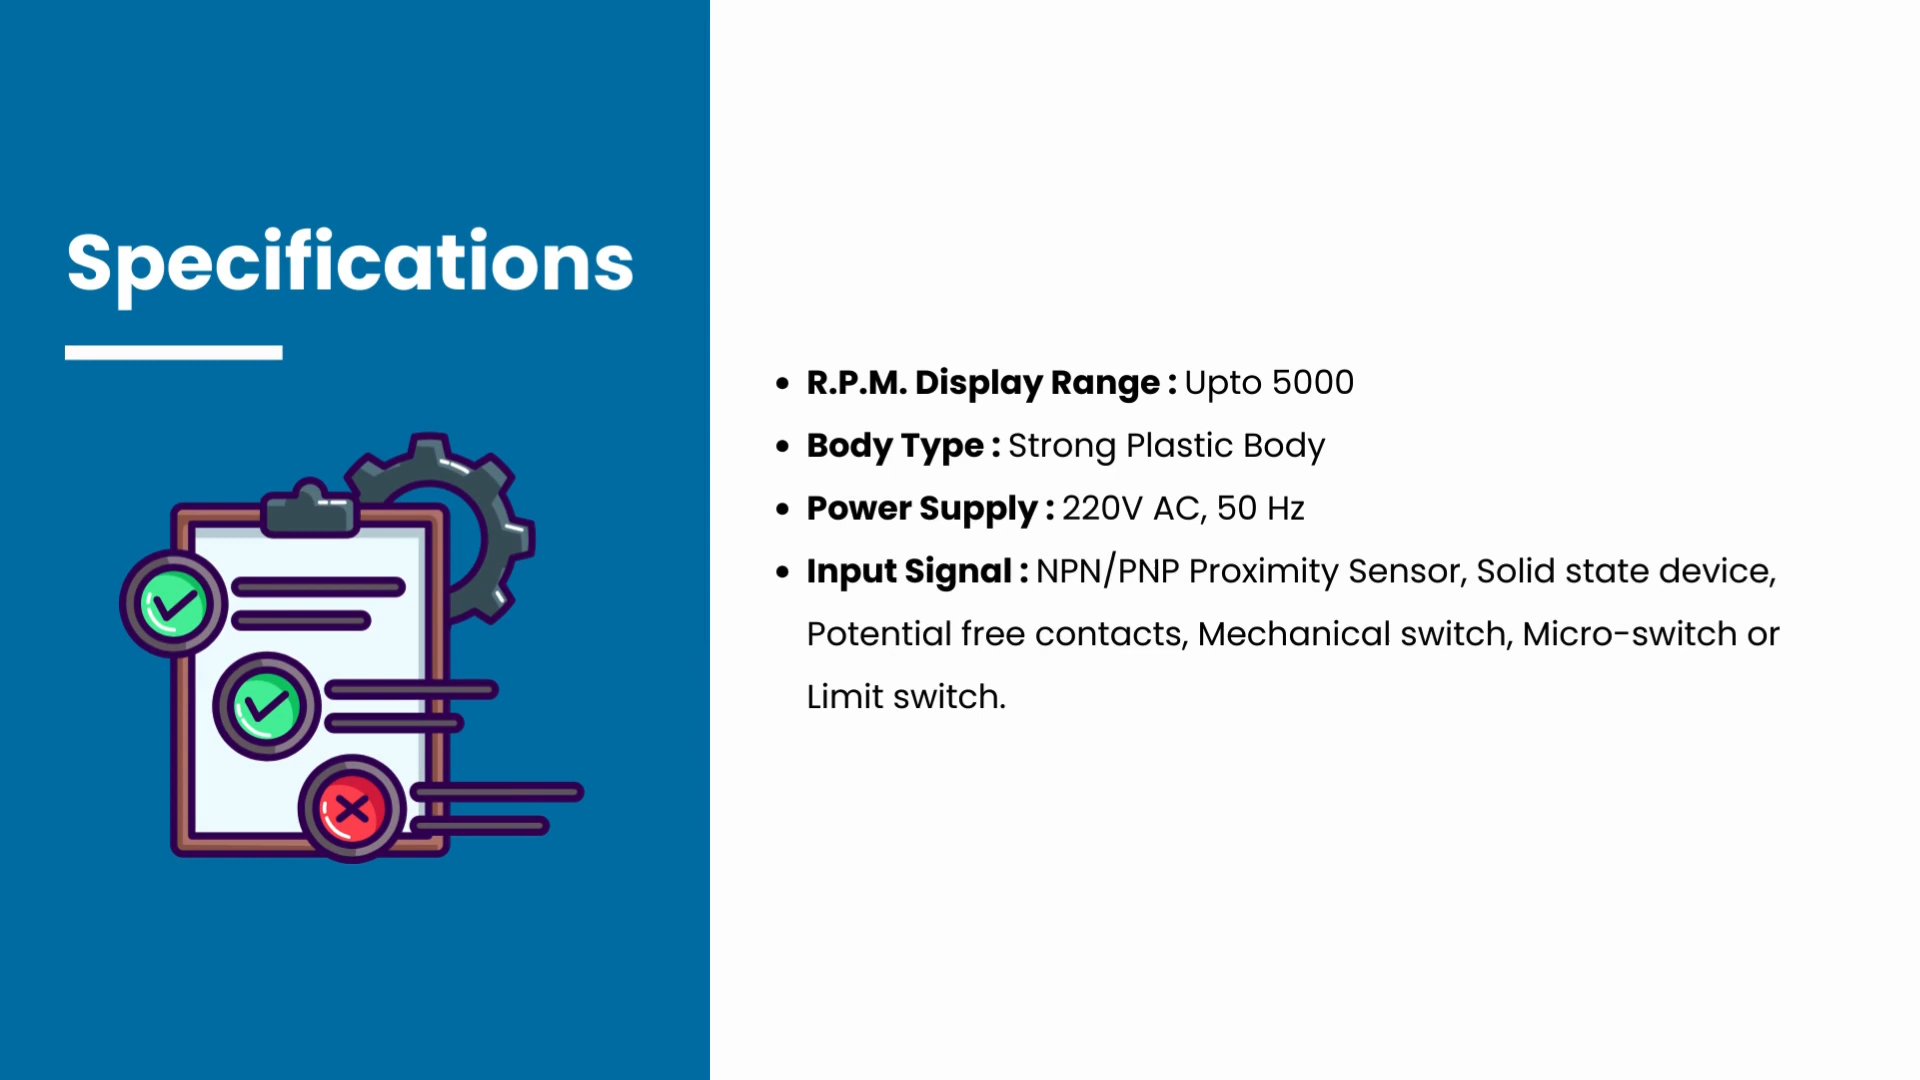 Specifications
R.P.M. Display Range : Upto 5000
Body Type : Strong Plastic Body
Power Supply : 220V AC, 50 Hz
Input Signal : NPN/PNP Proximity Sensor, Solid state device,
Potential free contacts, Mechanical switch, Micro-switch or
Limit switch.